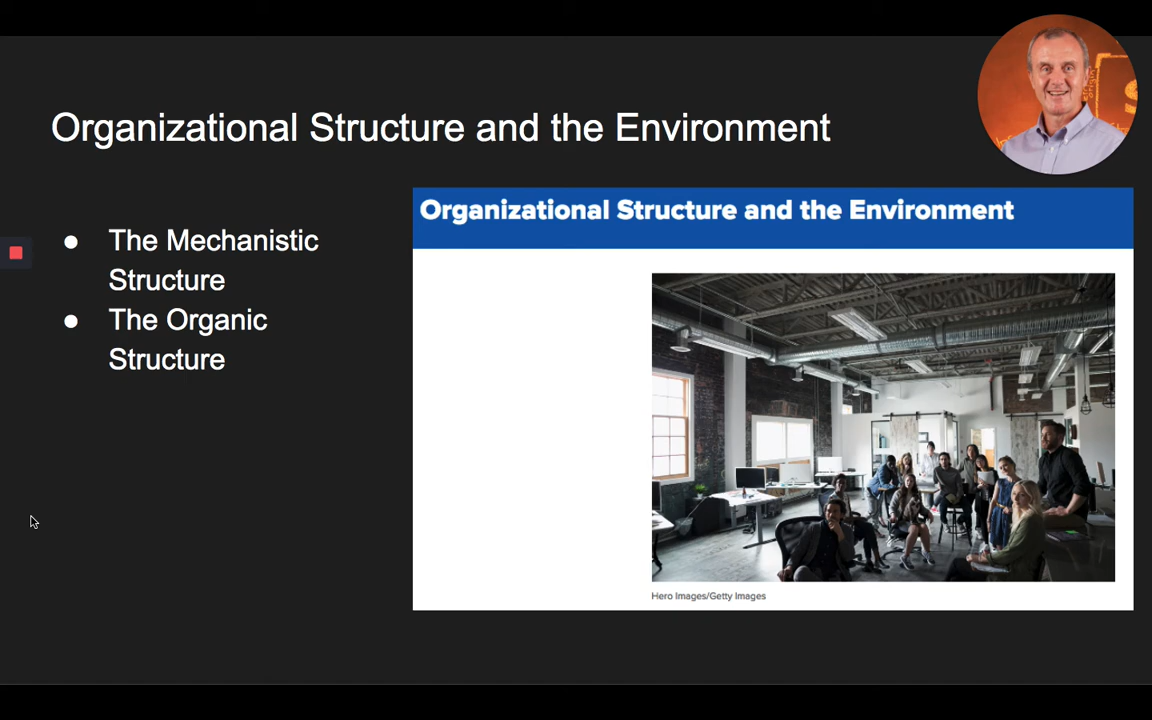 Organizational Structure and the Environment
● The Mechanistic
Structure
● The Organic
Structure
Organizational Structure and the Environment
Hero Images/Getty Images